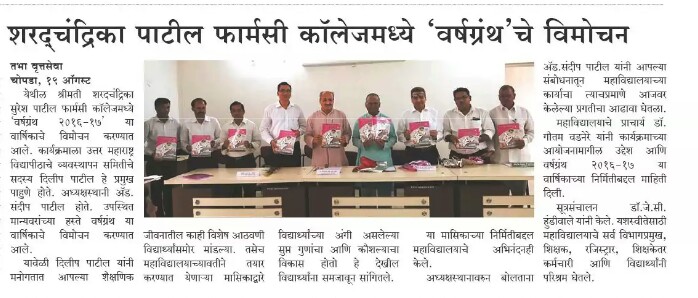 शरद्चंद्रिका पाटील फार्मसी कॉलेजमध्ये ‘वर्षग्रंथ’चे विमोचन
तभा वृत्तसेवा
चोपडा, १९ ऑगस्ट
येथील श्रीमती शरद्चंद्रिका
सुरेश पाटील फार्मसी कॉलेजमध्ये
‘वर्षग्रंथ २०१६-१७’ या
वार्षिकाचे विमोचन करण्यात
आले. कार्यक्रमाला उत्तर महाराष्ट्र
विद्यापीठाचे व्यवस्थापन समितीचे
सदस्य दिलीप पाटील हे प्रमुख
पाहुणे होते. अध्यक्षस्थानी ॲड.
संदीप पाटील होते. उपस्थित
मान्यवरांच्या हस्ते वर्षग्रंथ या
वार्षिकाचे विमोचन करण्यात
आले.
यावेळी दिलीप पाटील यांनी
मनोगतात आपल्या शैक्षणिक
जीवनातील काही विशेष आठवणी
विद्यार्थ्यांसमोर मांडल्या. तसेच
महाविद्यालयाच्यावतीने तयार
करण्यात येणाऱ्या मासिकाद्वारे
विद्यार्थ्यांच्या अंगी असलेल्या
सुप्त गुणांचा आणि कौशल्याचा
विकास होतो हे देखील
विद्यार्थ्यांना समजावून सांगितले.
या मासिकाच्या निर्मितीबद्दल
महाविद्यालयाचे अभिनंदनही
केले.
अध्यक्षस्थानावरुन बोलताना
ॲड.संदीप पाटील यांनी आपल्या
संबोधनातून महाविद्यालयाच्या
कार्याचा त्याचप्रमाणे आजवर
केलेल्या प्रगतीचा आढावा घेतला.
महाविद्यालयाचे प्राचार्य डॉ.
गौतम वडनेरे यांनी कार्यक्रमाच्या
आयोजनामागील उद्देश आणि
वर्षग्रंथ २०१६-१७ या
वार्षिकाच्या निर्मितीबद्दल माहिती
दिली.
सूत्रसंचालन डॉ.जे.सी.
हुंडीवाले यांनी केले. यशस्वीतेसाठी
महाविद्यालयाचे सर्व विभागप्रमुख,
शिक्षक, रजिस्ट्रार, शिक्षकेतर
कर्मचारी आणि विद्यार्थ्यांनी
परिश्रम घेतले.